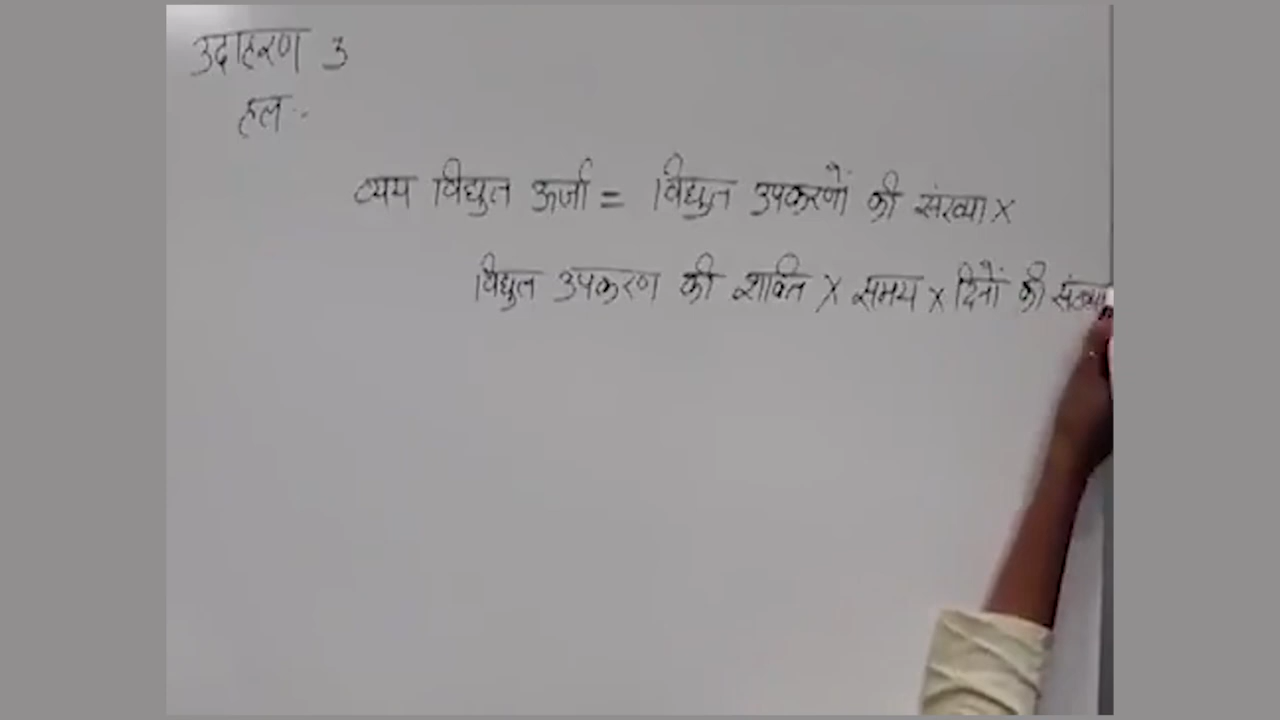 उदाहरण 3
हल :-
व्यय विद्युत ऊर्जा = विद्युत उपकरणों की संख्या ×
विद्युत उपकरण की शक्ति × समय × दिनों की संख्या